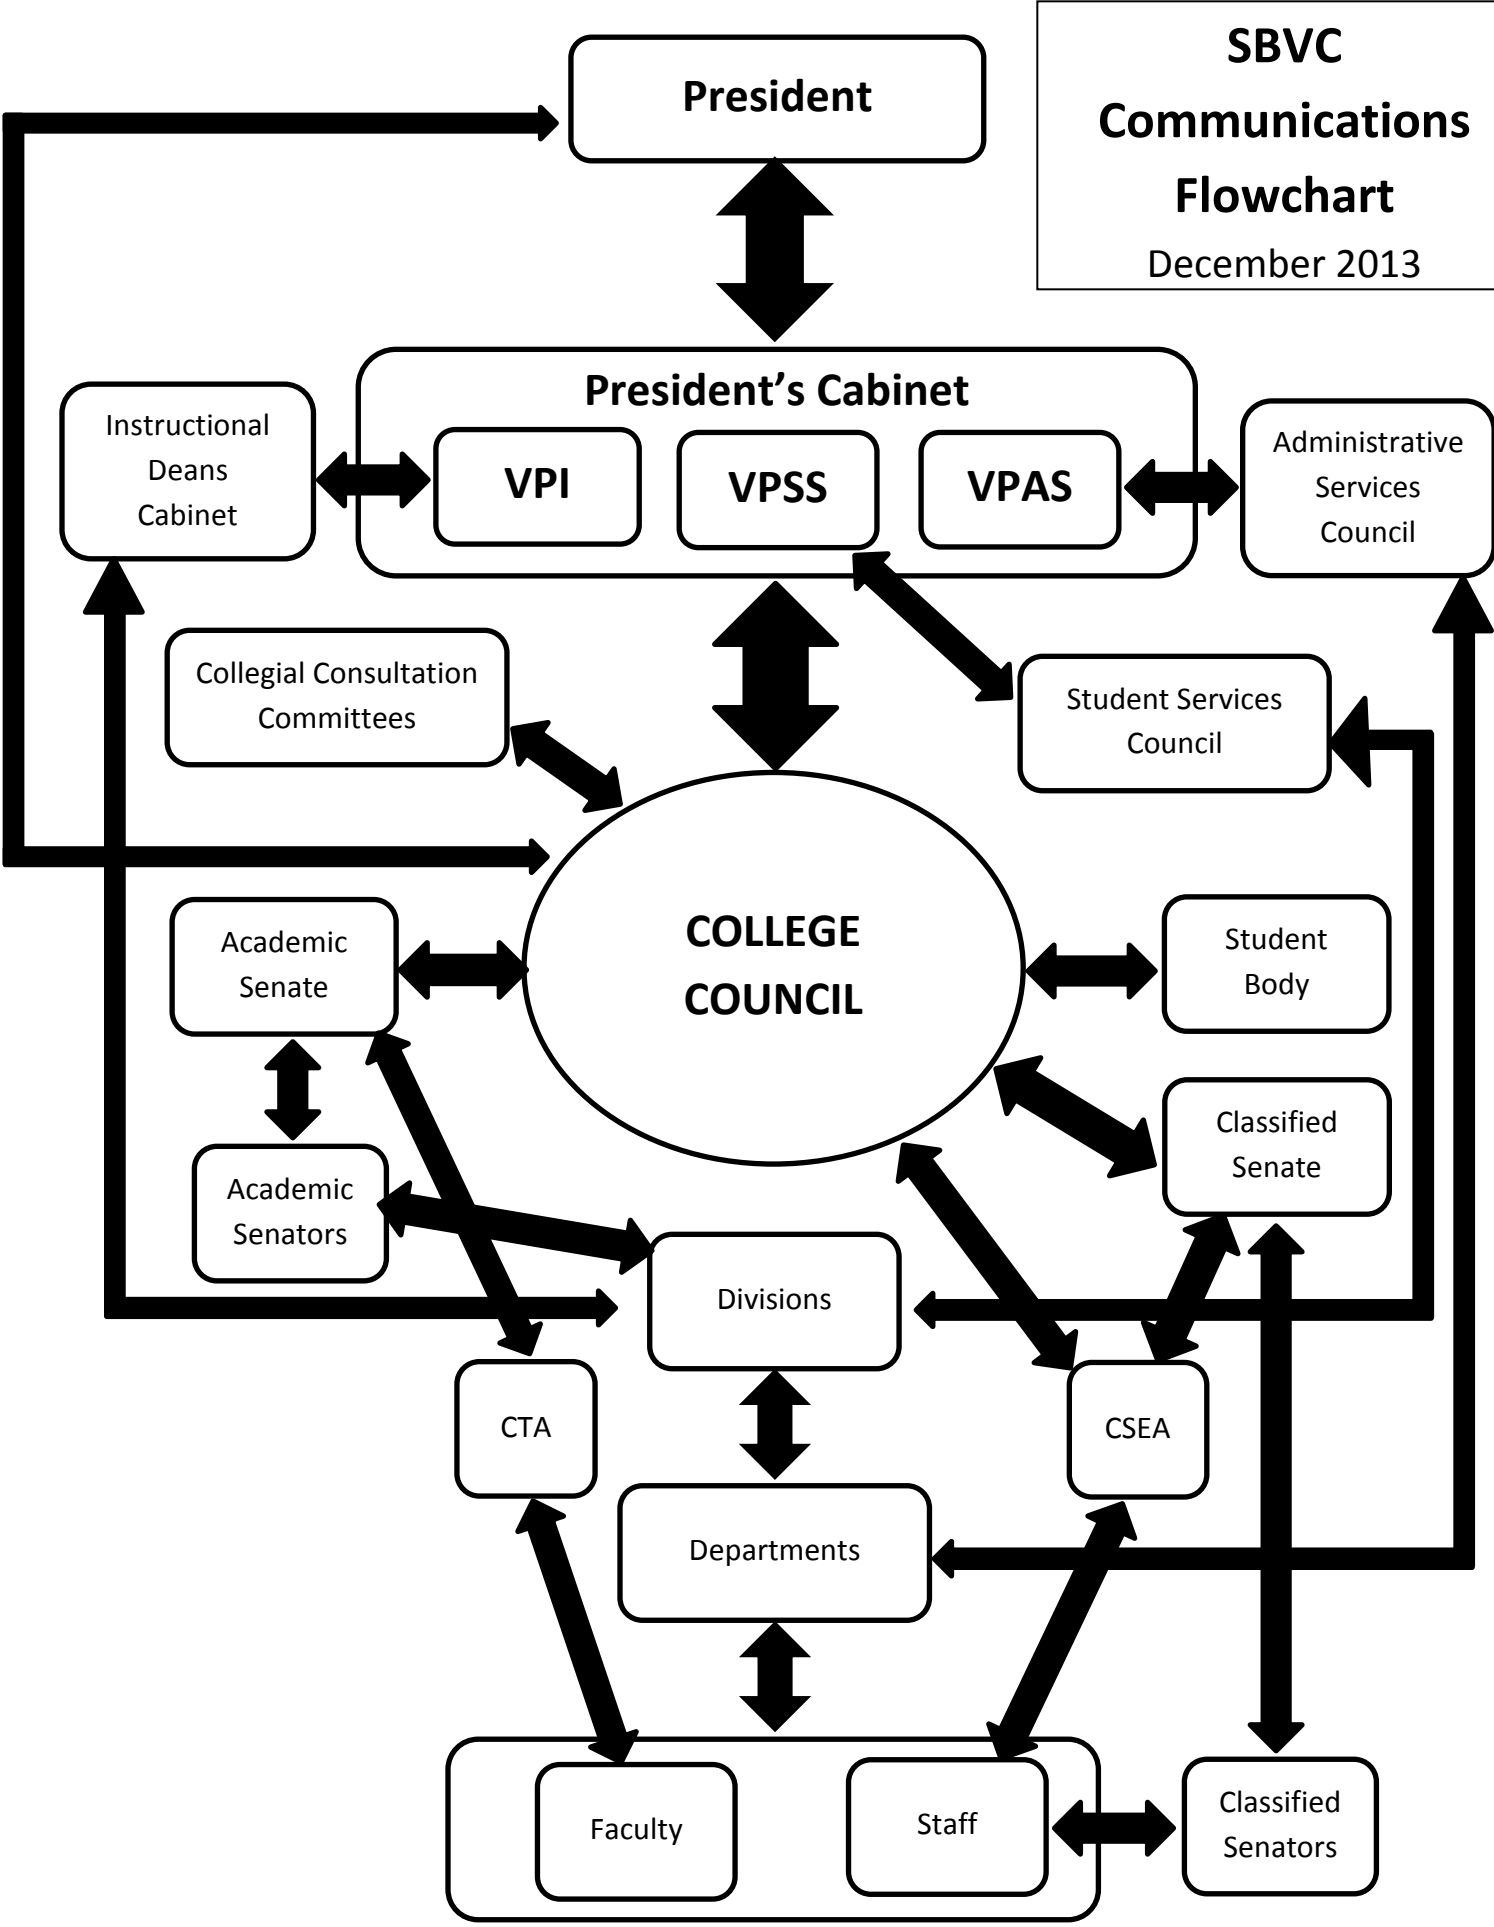 SBVC
Communications
Flowchart
December 2013
President
President’s Cabinet
Instructional
Deans
Cabinet
VPI
VPSS
VPAS
Administrative
Services
Council
Collegial Consultation
Committees
Student Services
Council
COLLEGE
COUNCIL
Academic
Senate
Student
Body
Classified
Senate
Academic
Senators
Divisions
CTA
CSEA
Departments
Faculty
Staff
Classified
Senators